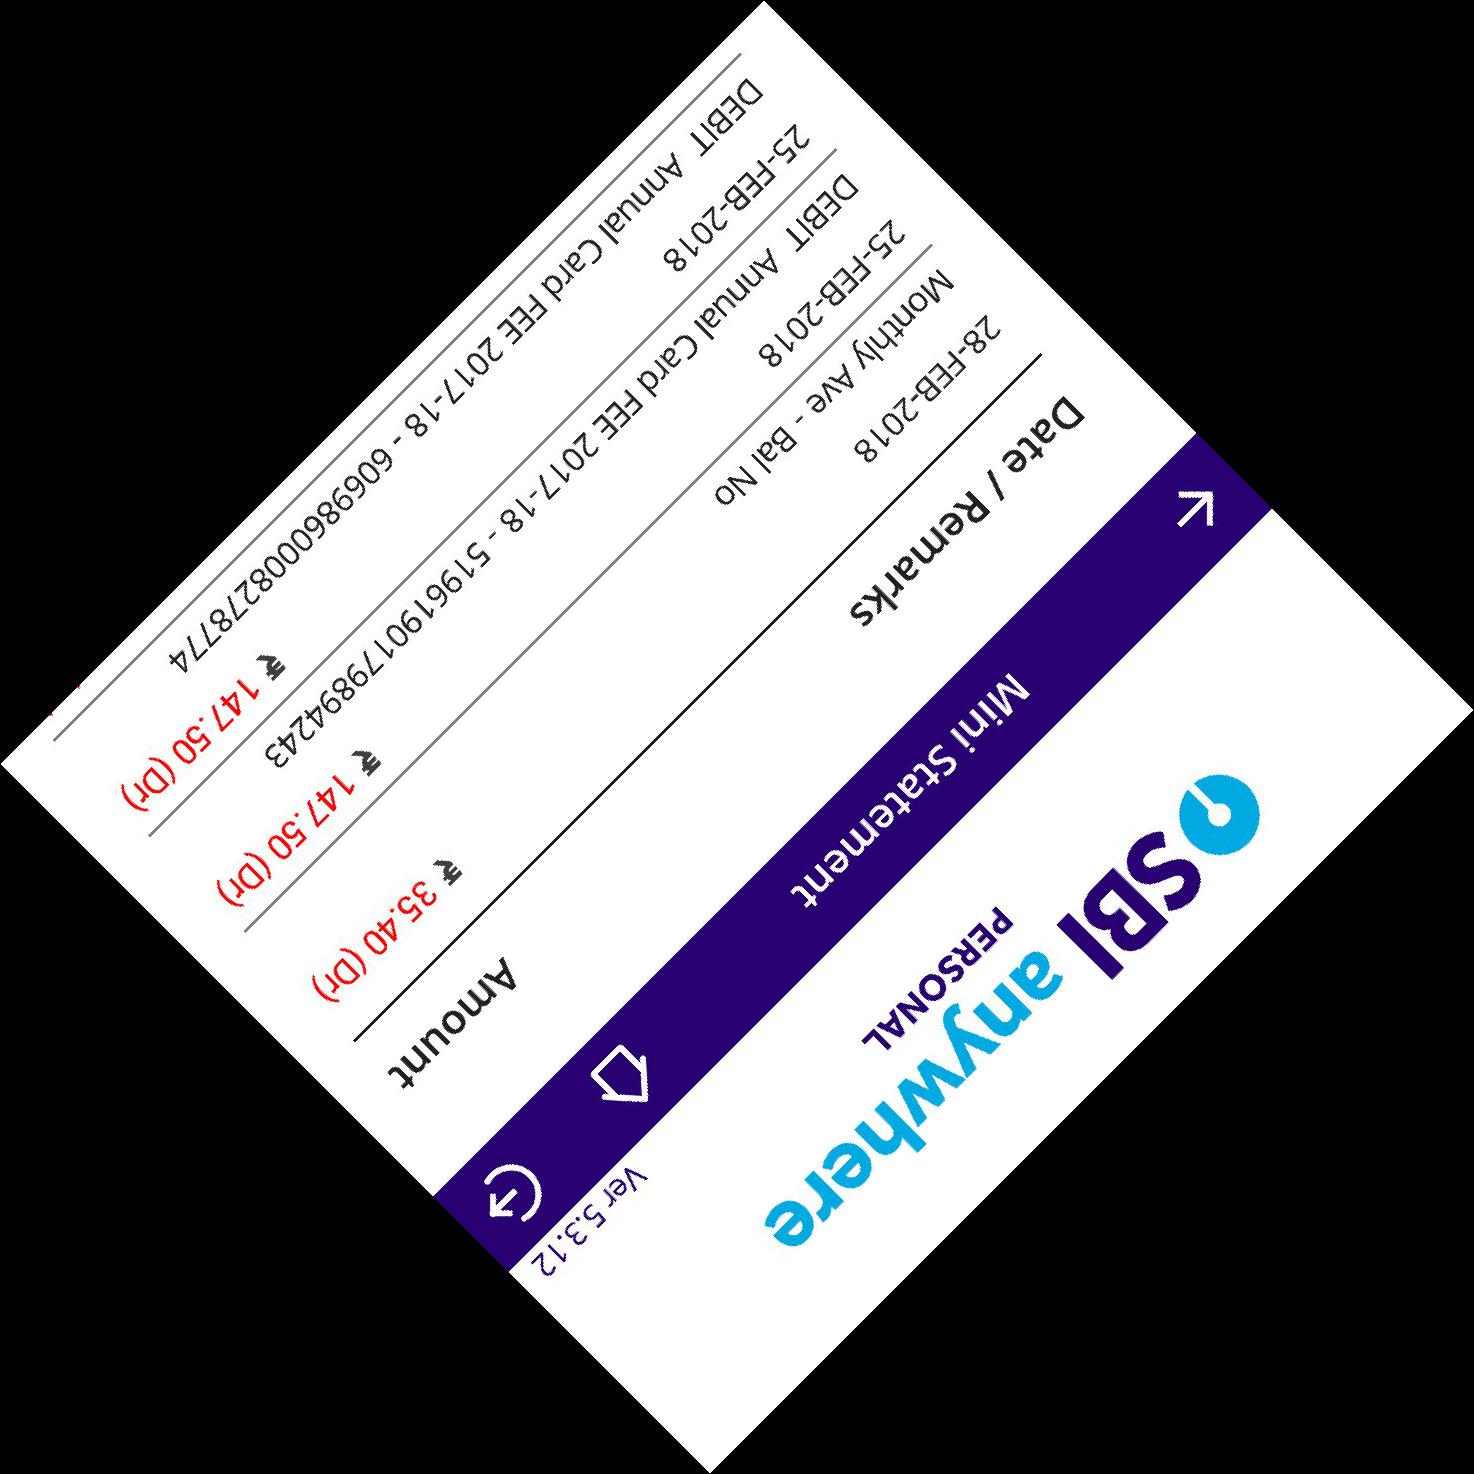 SBI anywhere
PERSONAL
Ver 5.3.12
Mini Statement
Date / Remarks Amount
28-FEB-2018
Monthly Ave - Bal No ₹ 35.40 (Dr)
25-FEB-2018
DEBIT Annual Card FEE 2017-18 - 5196190179894243 ₹ 147.50 (Dr)
25-FEB-2018
DEBIT Annual Card FEE 2017-18 - 6069860008278774 ₹ 147.50 (Dr)